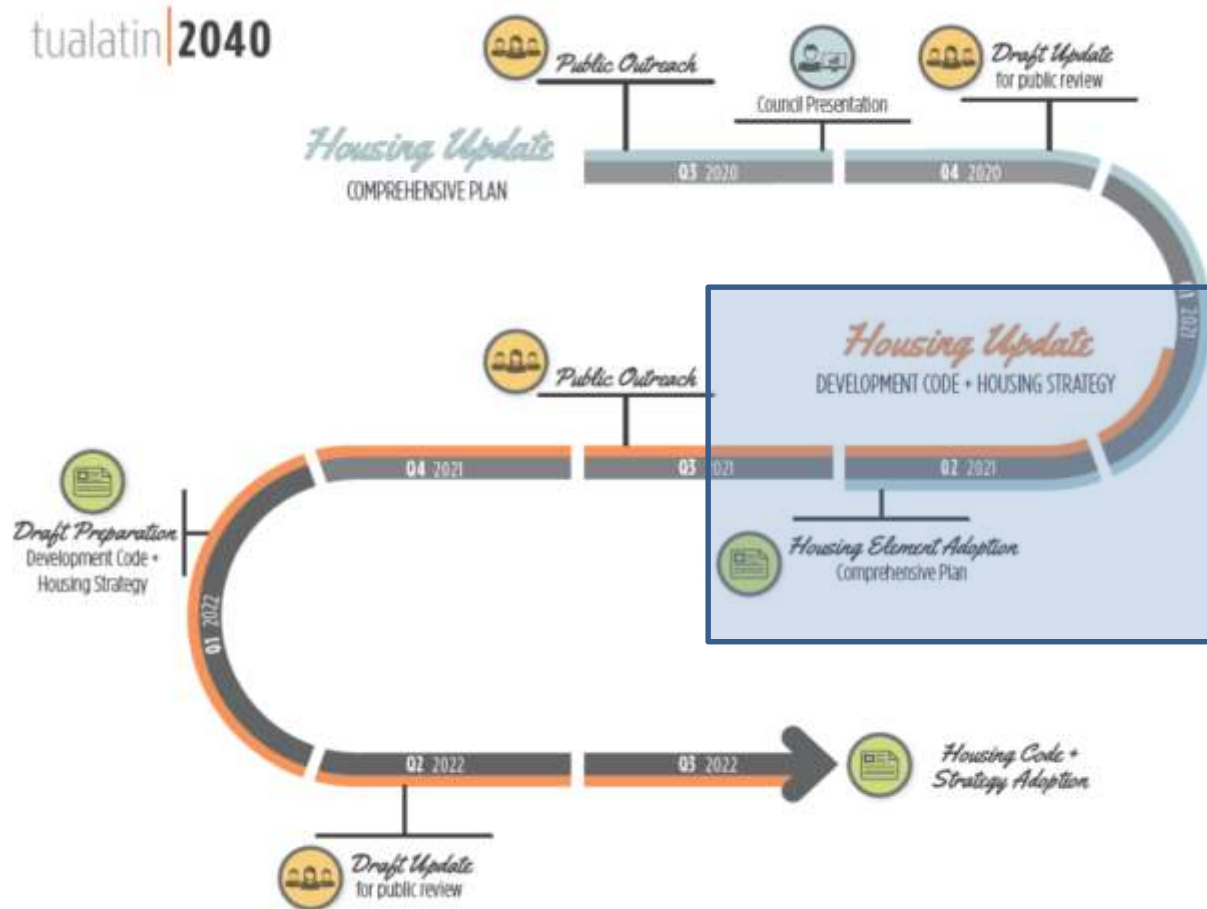 tualatin|2040
Public Outreach
Council Presentation
Draft Update
for public review
Housing Update
COMPREHENSIVE PLAN
Q3 2020
Q4 2020
Q1 2021
Housing Update
DEVELOPMENT CODE + HOUSING STRATEGY
Public Outreach
Q4 2021
Q3 2021
Q2 2021
Draft Preparation
Development Code +
Housing Strategy
Housing Element Adoption
Comprehensive Plan
Q1 2022
Q2 2022
Q3 2022
Housing Code +
Strategy Adoption
Draft Update
for public review